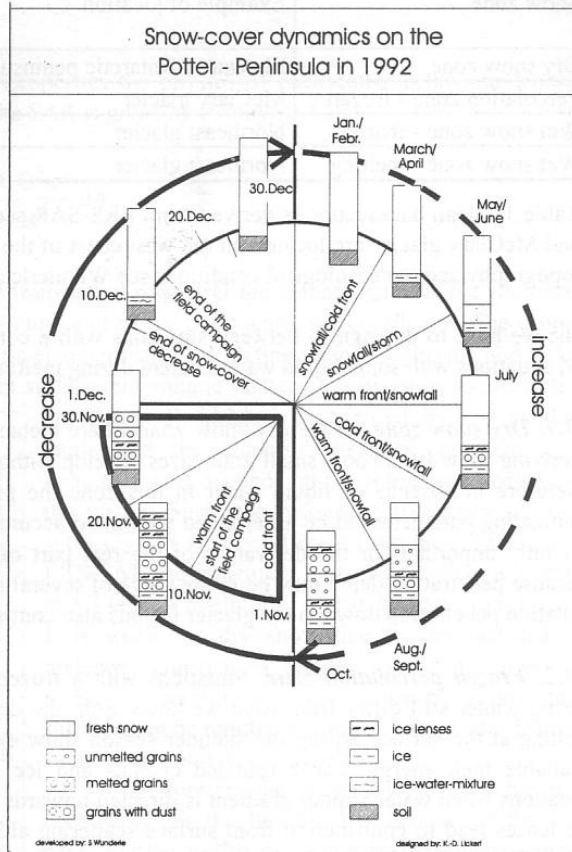 Snow-cover dynamics on the
Potter - Peninsula in 1992
Jan./
Febr.
March/
April
May/
June
July
Aug./
Sept.
Oct.
1.Nov.
10.Nov.
20.Nov.
30.Nov.
1.Dec.
10.Dec.
20.Dec.
30.Dec.
decrease
increase
end of the
field campaign
end of snow-cover
decrease
snowfall/cold front
snowfall/storm
warm front/snowfall
Cold front/snowfall
warm front/snowfall
warm front
start of the
field campaign
cold front
fresh snow
unmelted grains
melted grains
grains with dust
ice lenses
ice
ice-water-mixture
soil
developed by: S.Wunderle
designed by: K.-D. Lickert